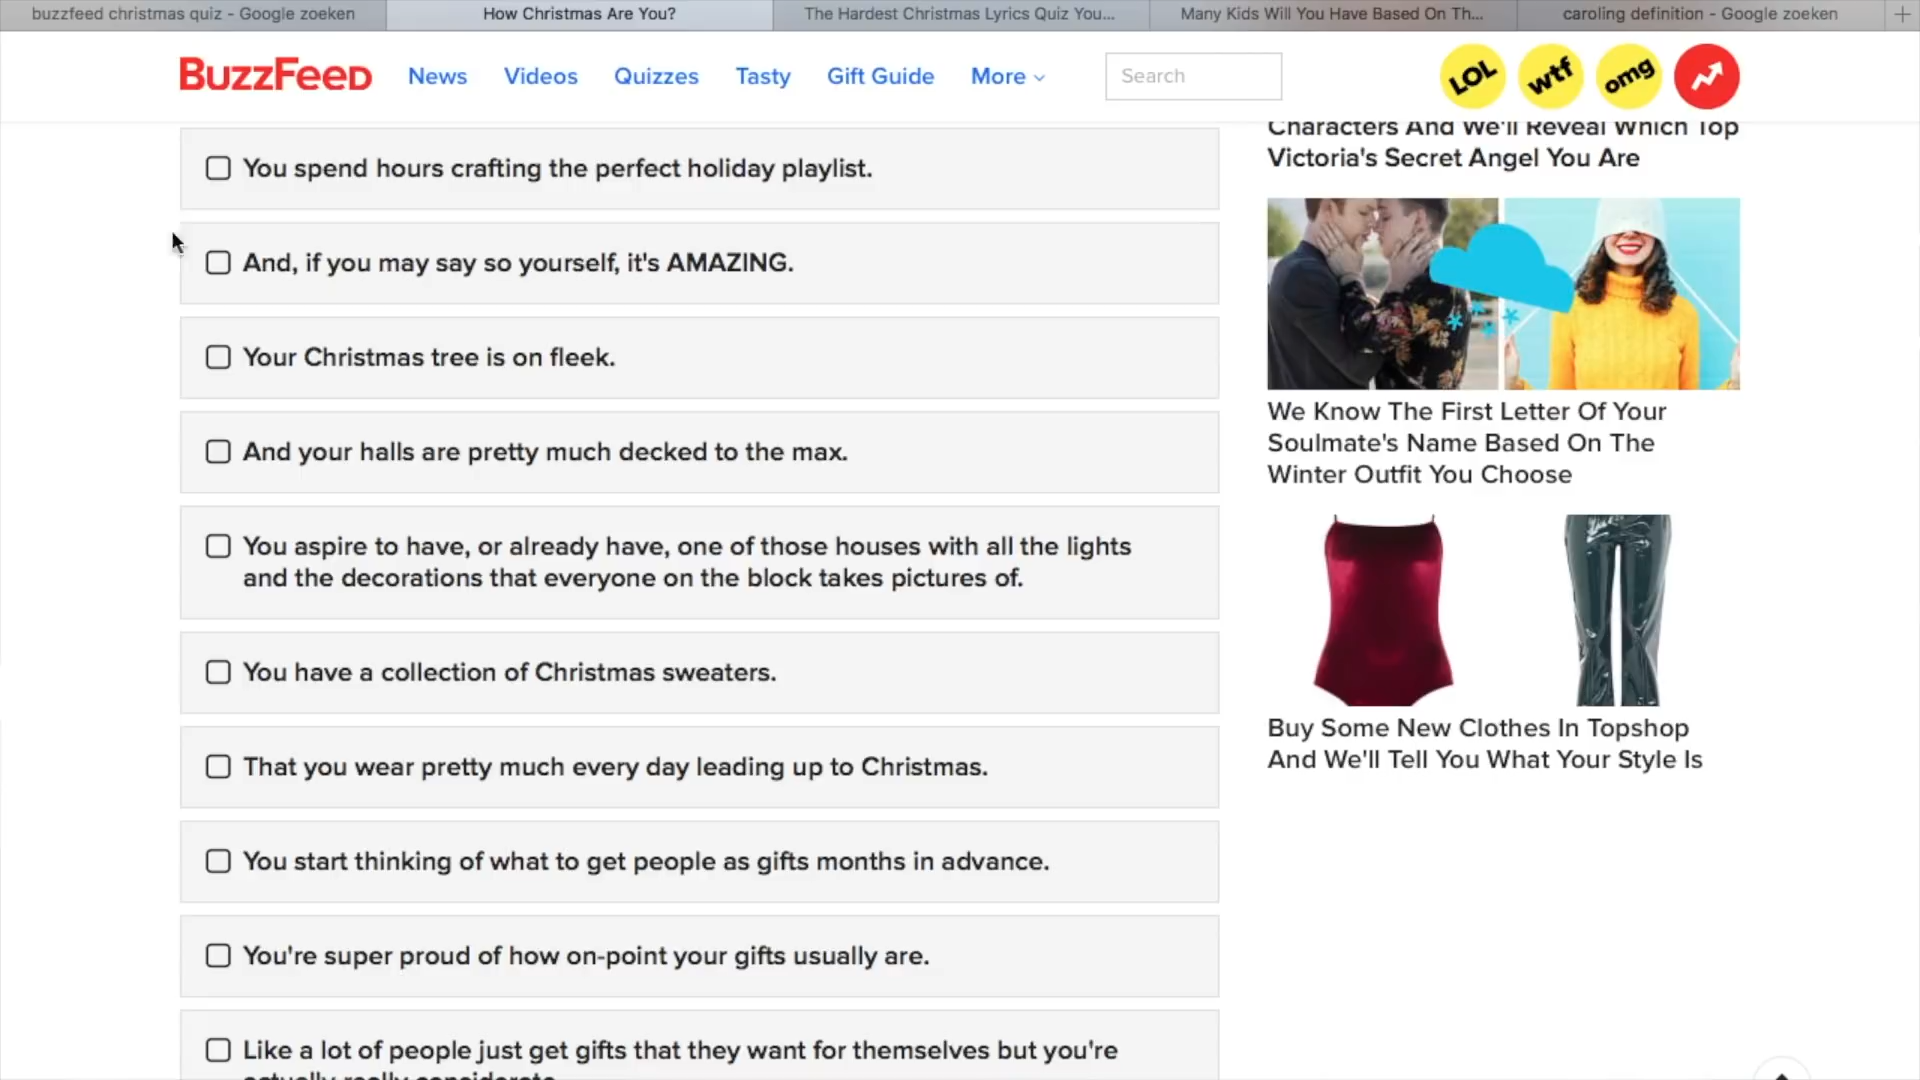 buzzfeed christmas quiz - Google zoeken
How Christmas Are You?
The Hardest Christmas Lyrics Quiz You...
Many Kids Will You Have Based On Th...
caroling definition - Google zoeken
BuzzFeed
News
Videos
Quizzes
Tasty
Gift Guide
More
Search
LOL
wtf
omg
You spend hours crafting the perfect holiday playlist.
And, if you may say so yourself, it's AMAZING.
Your Christmas tree is on fleek.
And your halls are pretty much decked to the max.
You aspire to have, or already have, one of those houses with all the lights
and the decorations that everyone on the block takes pictures of.
You have a collection of Christmas sweaters.
That you wear pretty much every day leading up to Christmas.
You start thinking of what to get people as gifts months in advance.
You're super proud of how on-point your gifts usually are.
Like a lot of people just get gifts that they want for themselves but you're
actually really considerate.
Characters And We'll Reveal Which Top
Victoria's Secret Angel You Are
We Know The First Letter Of Your
Soulmate's Name Based On The
Winter Outfit You Choose
Buy Some New Clothes In Topshop
And We'll Tell You What Your Style Is